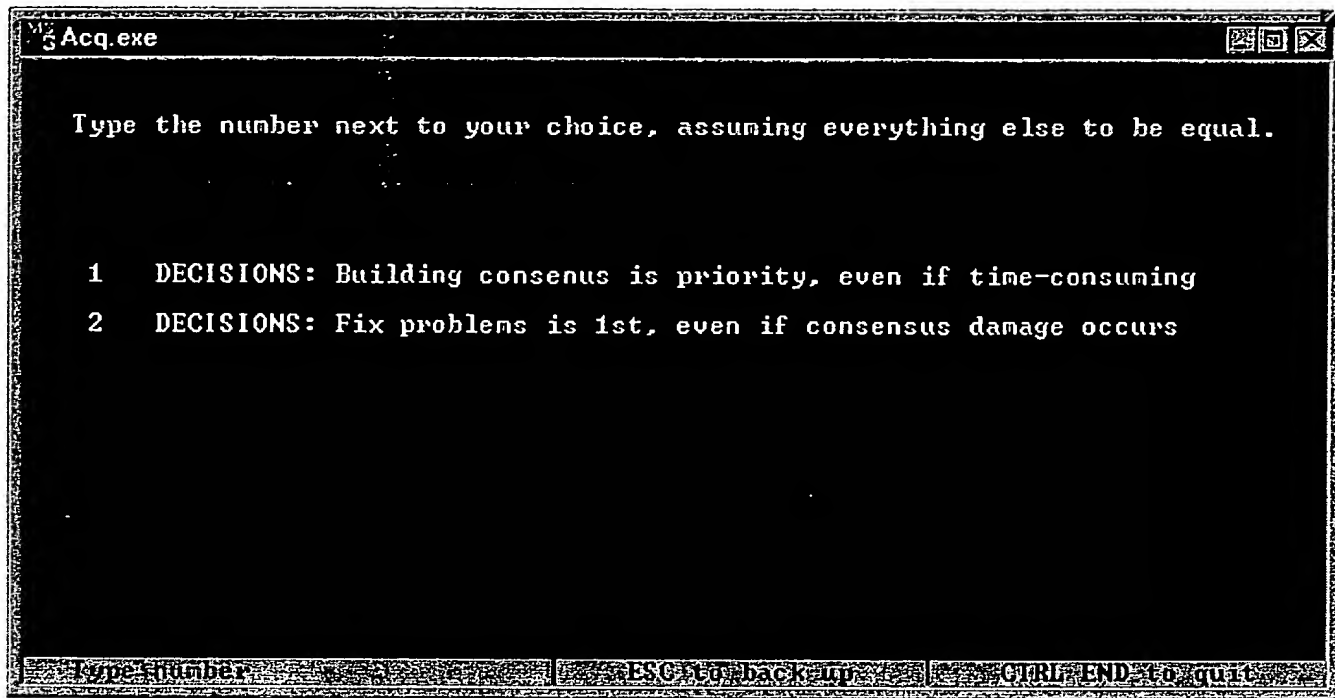 Acq.exe
Type the number next to your choice, assuming everything else to be equal.
1 DECISIONS: Building consenus is priority, even if time-consuming
2 DECISIONS: Fix problems is 1st, even if consensus damage occurs
Type number ESC to back up CTRL END to quit